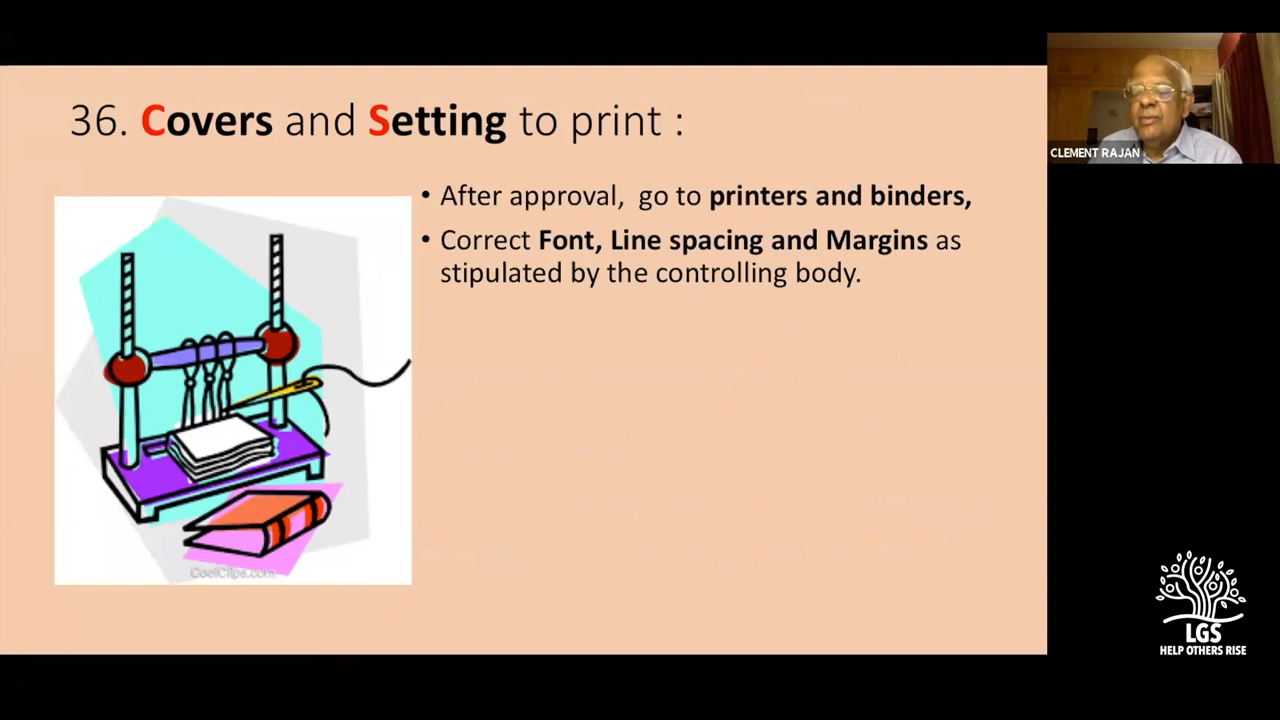 36. Covers and Setting to print :
CLEMENT RAJAN
• After approval, go to printers and binders,
• Correct Font, Line spacing and Margins as
stipulated by the controlling body.
CoolClips.com
LGS
HELP OTHERS RISE